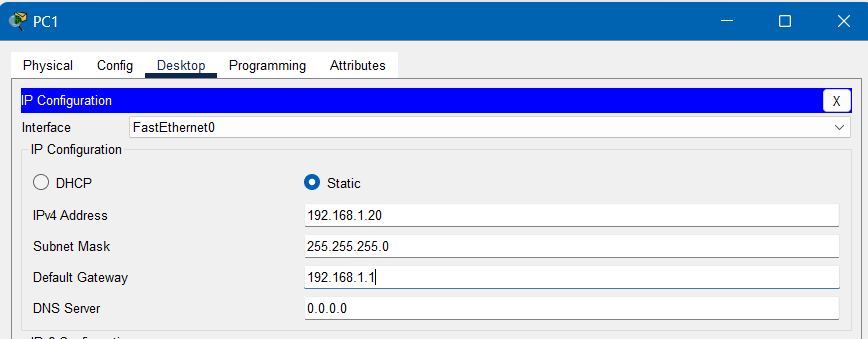 PC1
Physical Config Desktop Programming Attributes
IP Configuration X
Interface FastEthernet0
IP Configuration
DHCP Static
IPv4 Address 192.168.1.20
Subnet Mask 255.255.255.0
Default Gateway 192.168.1.1
DNS Server 0.0.0.0